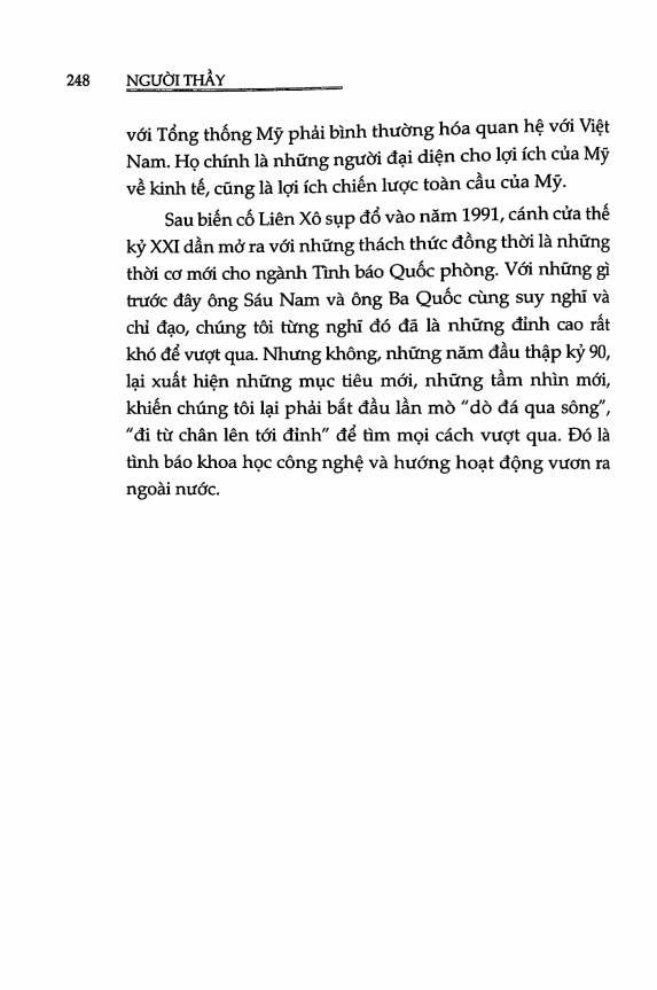 248 NGƯỜI THẦY
với Tổng thống Mỹ phải bình thường hóa quan hệ với Việt
Nam. Họ chính là những người đại diện cho lợi ích của Mỹ
về kinh tế, cũng là lợi ích chiến lược toàn cầu của Mỹ.
Sau biến cố Liên Xô sụp đổ vào năm 1991, cánh cửa thế
kỷ XXI dần mở ra với những thách thức đồng thời là những
thời cơ mới cho ngành Tình báo Quốc phòng. Với những gì
trước đây ông Sáu Nam và ông Ba Quốc cùng suy nghĩ và
chỉ đạo, chúng tôi từng nghĩ đó đã là những đỉnh cao rất
khó để vượt qua. Nhưng không, những năm đầu thập kỷ 90,
lại xuất hiện những mục tiêu mới, những tầm nhìn mới,
khiến chúng tôi lại phải bắt đầu lần mò "dò đá qua sông",
"đi từ chân lên tới đỉnh" để tìm mọi cách vượt qua. Đó là
tình báo khoa học công nghệ và hướng hoạt động vươn ra
ngoài nước.